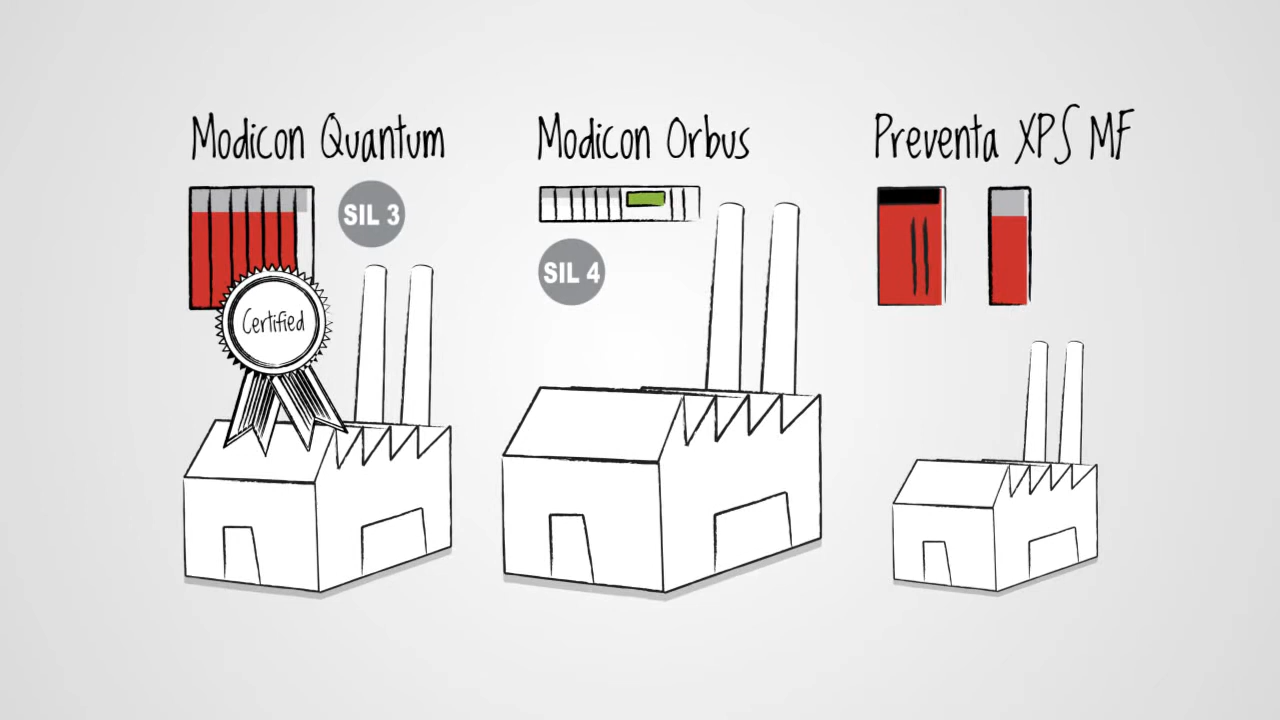 Modicon Quantum
Modicon Orbus
Preventa XPS MF
SIL 3
SIL 4
Certified